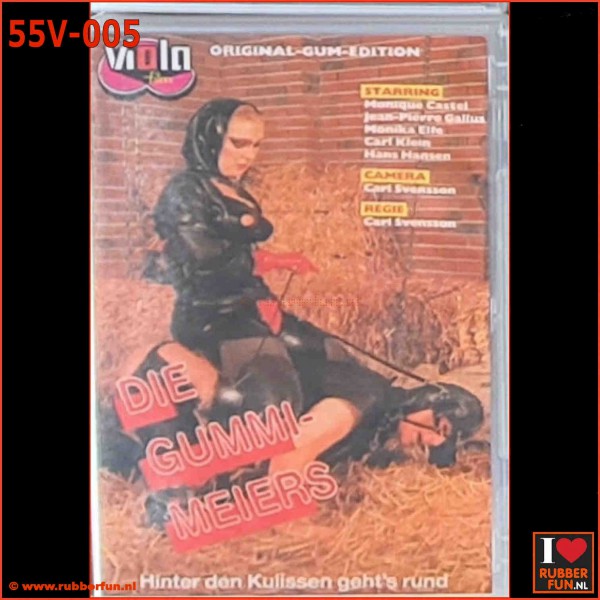 55V-005
Viola
ORIGINAL-GUM-EDITION
STARRING
Monique Castel
Jean-Pierre Gallus
Monika Elfe
Carl Klein
Hans Hansen
CAMERA
Carl Svensson
REGIE
Carl Svensson
DIE
GUMMI-
MEIERS
Hinter den Kulissen geht's rund
© www.rubberfun.nl
I
RUBBER
FUN.NL